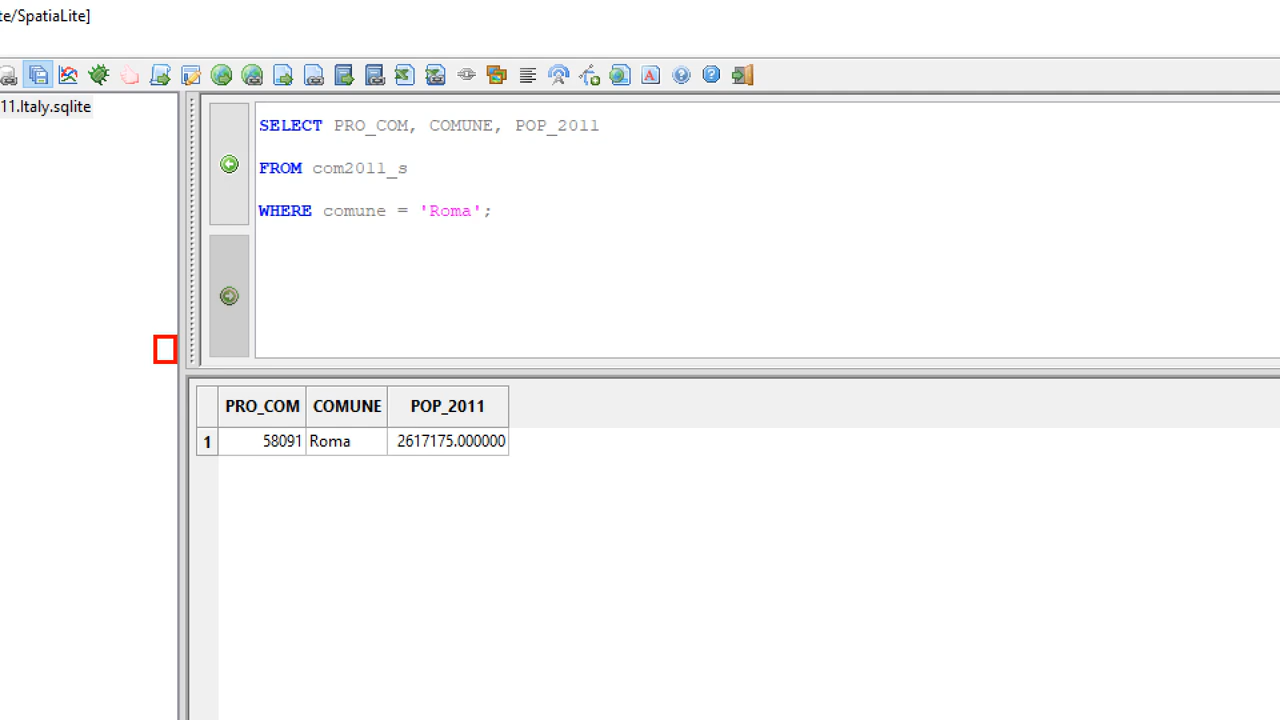 te/SpatiaLite]
11.Italy.sqlite
SELECT PRO_COM, COMUNE, POP_2011
FROM com2011_s
WHERE comune = 'Roma';
PRO_COM COMUNE POP_2011
1 58091 Roma 2617175.000000